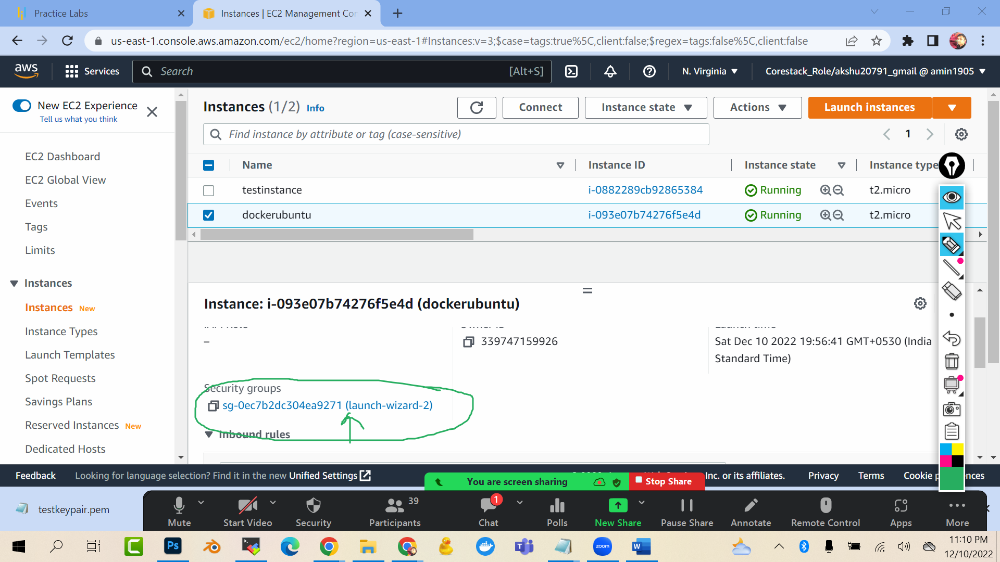 Practice Labs
Instances | EC2 Management Con
us-east-1.console.aws.amazon.com/ec2/home?region=us-east-1#Instances:v=3;$case=tags:true%5C,client:false;$regex=tags:false%5C,client:false
aws
Services
Search
[Alt+S]
N. Virginia
Corestack_Role/akshu20791_gmail @ amin1905
New EC2 Experience
Tell us what you think
EC2 Dashboard
EC2 Global View
Events
Tags
Limits
Instances
Instances New
Instance Types
Launch Templates
Spot Requests
Savings Plans
Reserved Instances New
Dedicated Hosts
Instances (1/2) Info
Connect
Instance state
Actions
Launch instances
Find instance by attribute or tag (case-sensitive)
1
Name Instance ID Instance state Instance type
testinstance i-0882289cb92865384 Running t2.micro
dockerubuntu i-093e07b74276f5e4d Running t2.micro
Instance: i-093e07b74276f5e4d (dockerubuntu)
IAM Role Owner ID Launch time
– 339747159926 Sat Dec 10 2022 19:56:41 GMT+0530 (India
Standard Time)
Security groups
sg-0ec7b2dc304ea9271 (launch-wizard-2)
Inbound rules
Feedback
Looking for language selection? Find it in the new Unified Settings
Inc. or its affiliates.
Privacy
Terms
Cookie p
nces
You are screen sharing
Stop Share
testkeypair.pem
Mute
Start Video
Security
Participants
39
Chat
1
Polls
New Share
Pause Share
Annotate
Remote Control
Apps
More
Ps
zoom
W
11:10 PM
12/10/2022